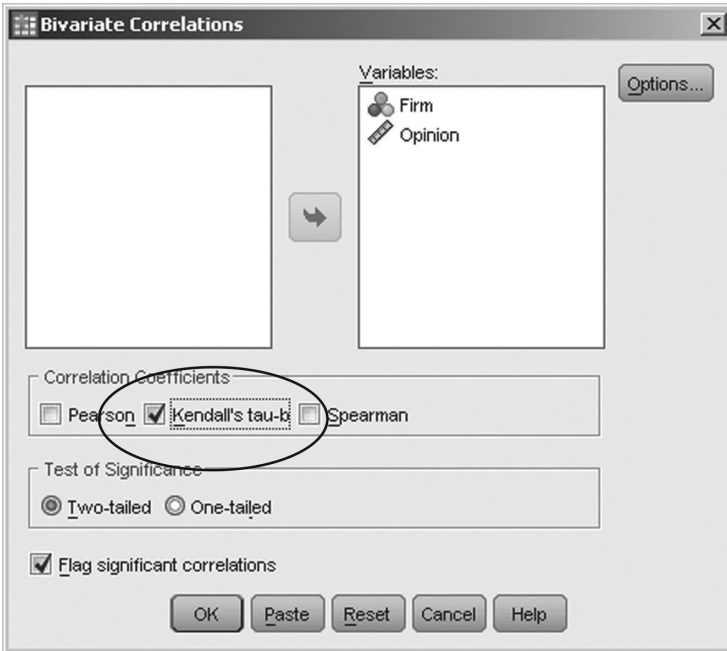 Bivariate Correlations
Variables:
Options...
Firm
Opinion
Correlation Coefficients
Pearson Kendall's tau-b Spearman
Test of Significance
Two-tailed One-tailed
Flag significant correlations
OK Paste Reset Cancel Help